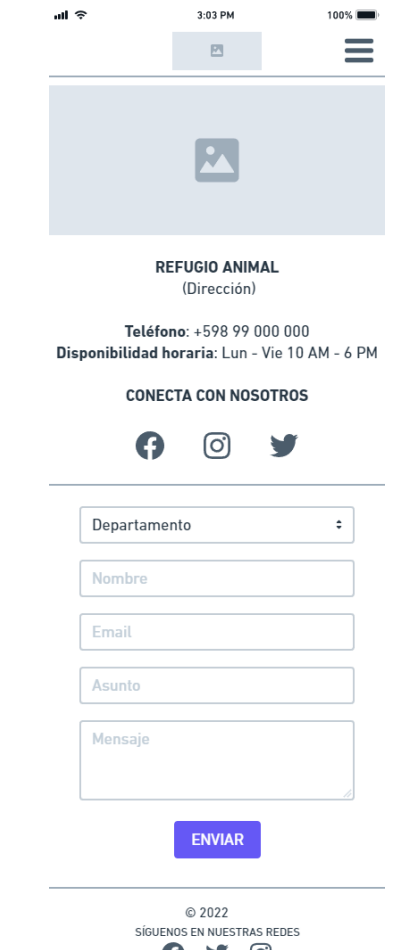 3:03 PM
100%
REFUGIO ANIMAL
(Dirección)
Teléfono: +598 99 000 000
Disponibilidad horaria: Lun - Vie 10 AM - 6 PM
CONECTA CON NOSOTROS
Departamento
Nombre
Email
Asunto
Mensaje
ENVIAR
© 2022
SÍGUENOS EN NUESTRAS REDES